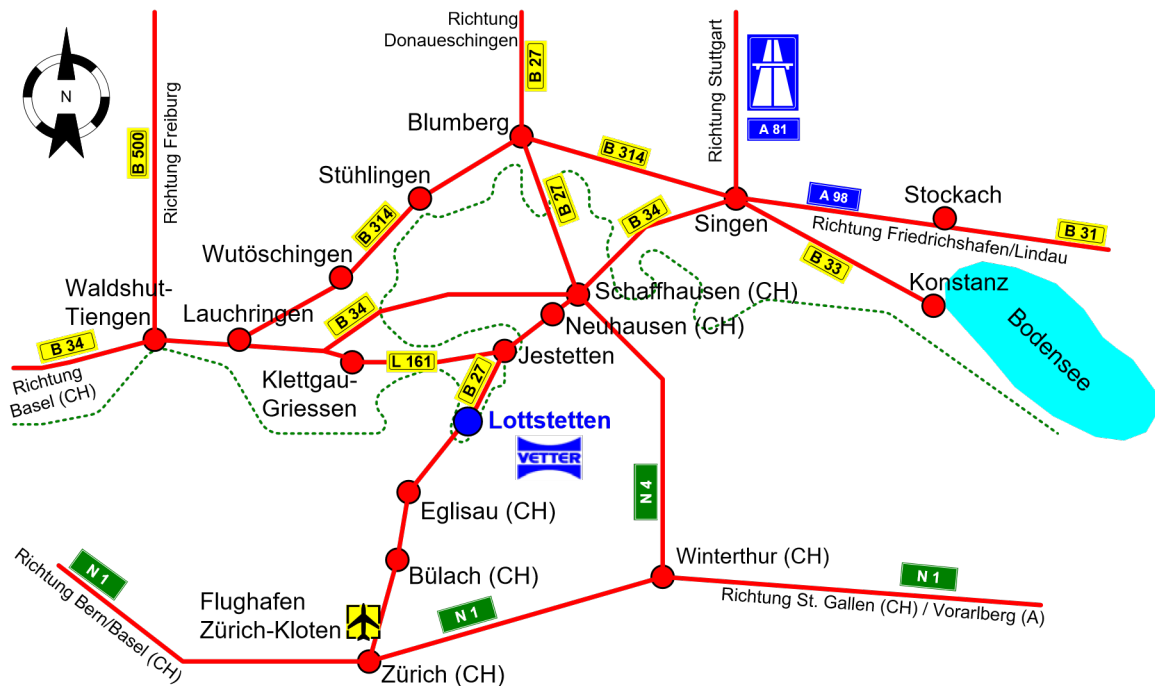 Richtung
Donaueschingen
B 27
Richtung Stuttgart
A 81
N
B 500
Richtung Freiburg
Blumberg
B 314
Stühlingen
B 27
B 34
Singen
A 98
Stockach
Richtung Friedrichshafen/Lindau
B 31
B 314
Wutöschingen
B 33
Konstanz
Bodensee
Waldshut-
Tiengen
Lauchringen
B 34
Schaffhausen (CH)
Neuhausen (CH)
B 34
Richtung
Basel (CH)
L 161
Jestetten
Klettgau-
Griessen
B 27
Lottstetten
VETTER
Eglisau (CH)
N 4
Bülach (CH)
Winterthur (CH)
N 1
Richtung St. Gallen (CH) / Vorarlberg (A)
N 1
Richtung Bern/Basel (CH)
Flughafen
Zürich-Kloten
N 1
Zürich (CH)